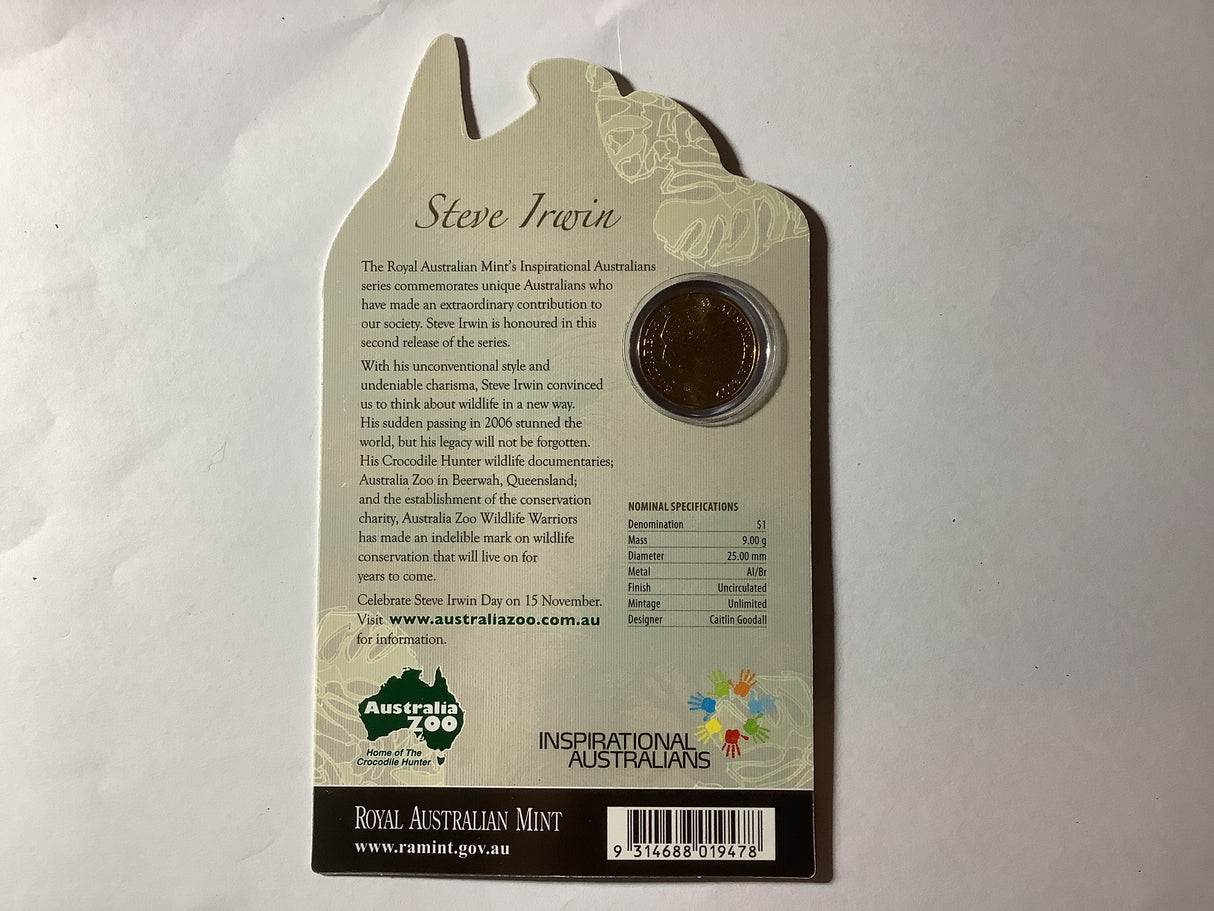 Steve Irwin
The Royal Australian Mint's Inspirational Australians
series commemorates unique Australians who
have made an extraordinary contribution to
our society. Steve Irwin is honoured in this
second release of the series.
With his unconventional style and
undeniable charisma, Steve Irwin convinced
us to think about wildlife in a new way.
His sudden passing in 2006 stunned the
world, but his legacy will not be forgotten.
His Crocodile Hunter wildlife documentaries;
Australia Zoo in Beerwah, Queensland;
and the establishment of the conservation
charity, Australia Zoo Wildlife Warriors
has made an indelible mark on wildlife
conservation that will live on for
years to come.
Celebrate Steve Irwin Day on 15 November.
Visit www.australiazoo.com.au
for information.
NOMINAL SPECIFICATIONS
Denomination $1
Mass 9.00 g
Diameter 25.00 mm
Metal Al/Br
Finish Uncirculated
Mintage Unlimited
Designer Caitlin Goodall
Australia
ZOO
Home of The
Crocodile Hunter
INSPIRATIONAL
AUSTRALIANS
ROYAL AUSTRALIAN MINT
www.ramint.gov.au
9 314688 019478